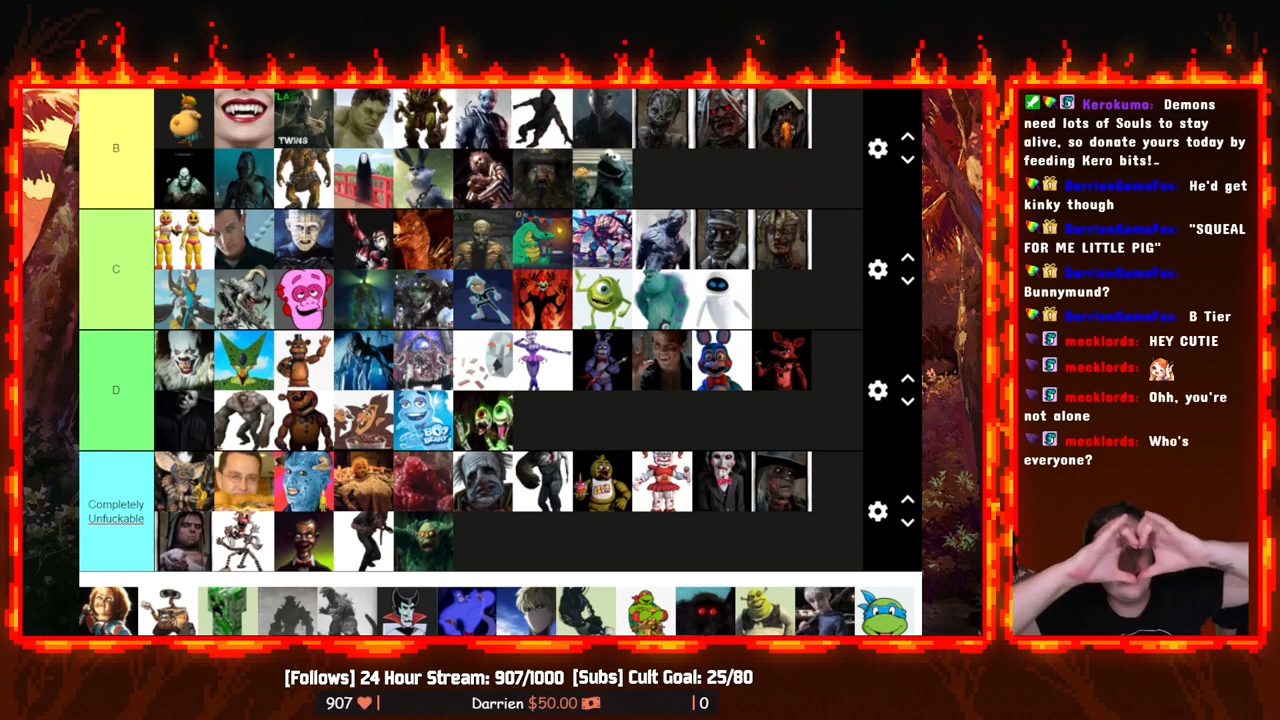 B
TWINS
C
D
BOO
BERRY
Completely
Unfuckable
Kerokuma: Demons
need lots of Souls to stay
alive, so donate yours today by
feeding Kero bits!~
DarrienGameFox: He'd get
kinky though
DarrienGameFox: "SQUEAL
FOR ME LITTLE PIG"
DarrienGameFox:
Bunnymund?
DarrienGameFox: B Tier
mecklords: HEY CUTIE
mecklords:
mecklords: Ohh, you're
not alone
mecklords: Who's
everyone?
[Follows] 24 Hour Stream: 907/1000 [Subs] Cult Goal: 25/80
907 Darrien $50.00 0